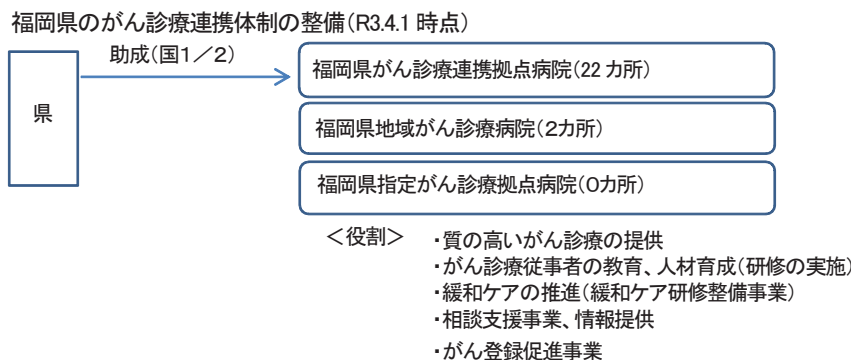 福岡県のがん診療連携体制の整備(R3.4.1 時点)
助成(国1／2)
県
福岡県がん診療連携拠点病院(22 カ所)
福岡県地域がん診療病院(２カ所)
福岡県指定がん診療拠点病院(0カ所)
＜役割＞
・質の高いがん診療の提供
・がん診療従事者の教育、人材育成(研修の実施)
・緩和ケアの推進(緩和ケア研修整備事業)
・相談支援事業、情報提供
・がん登録促進事業